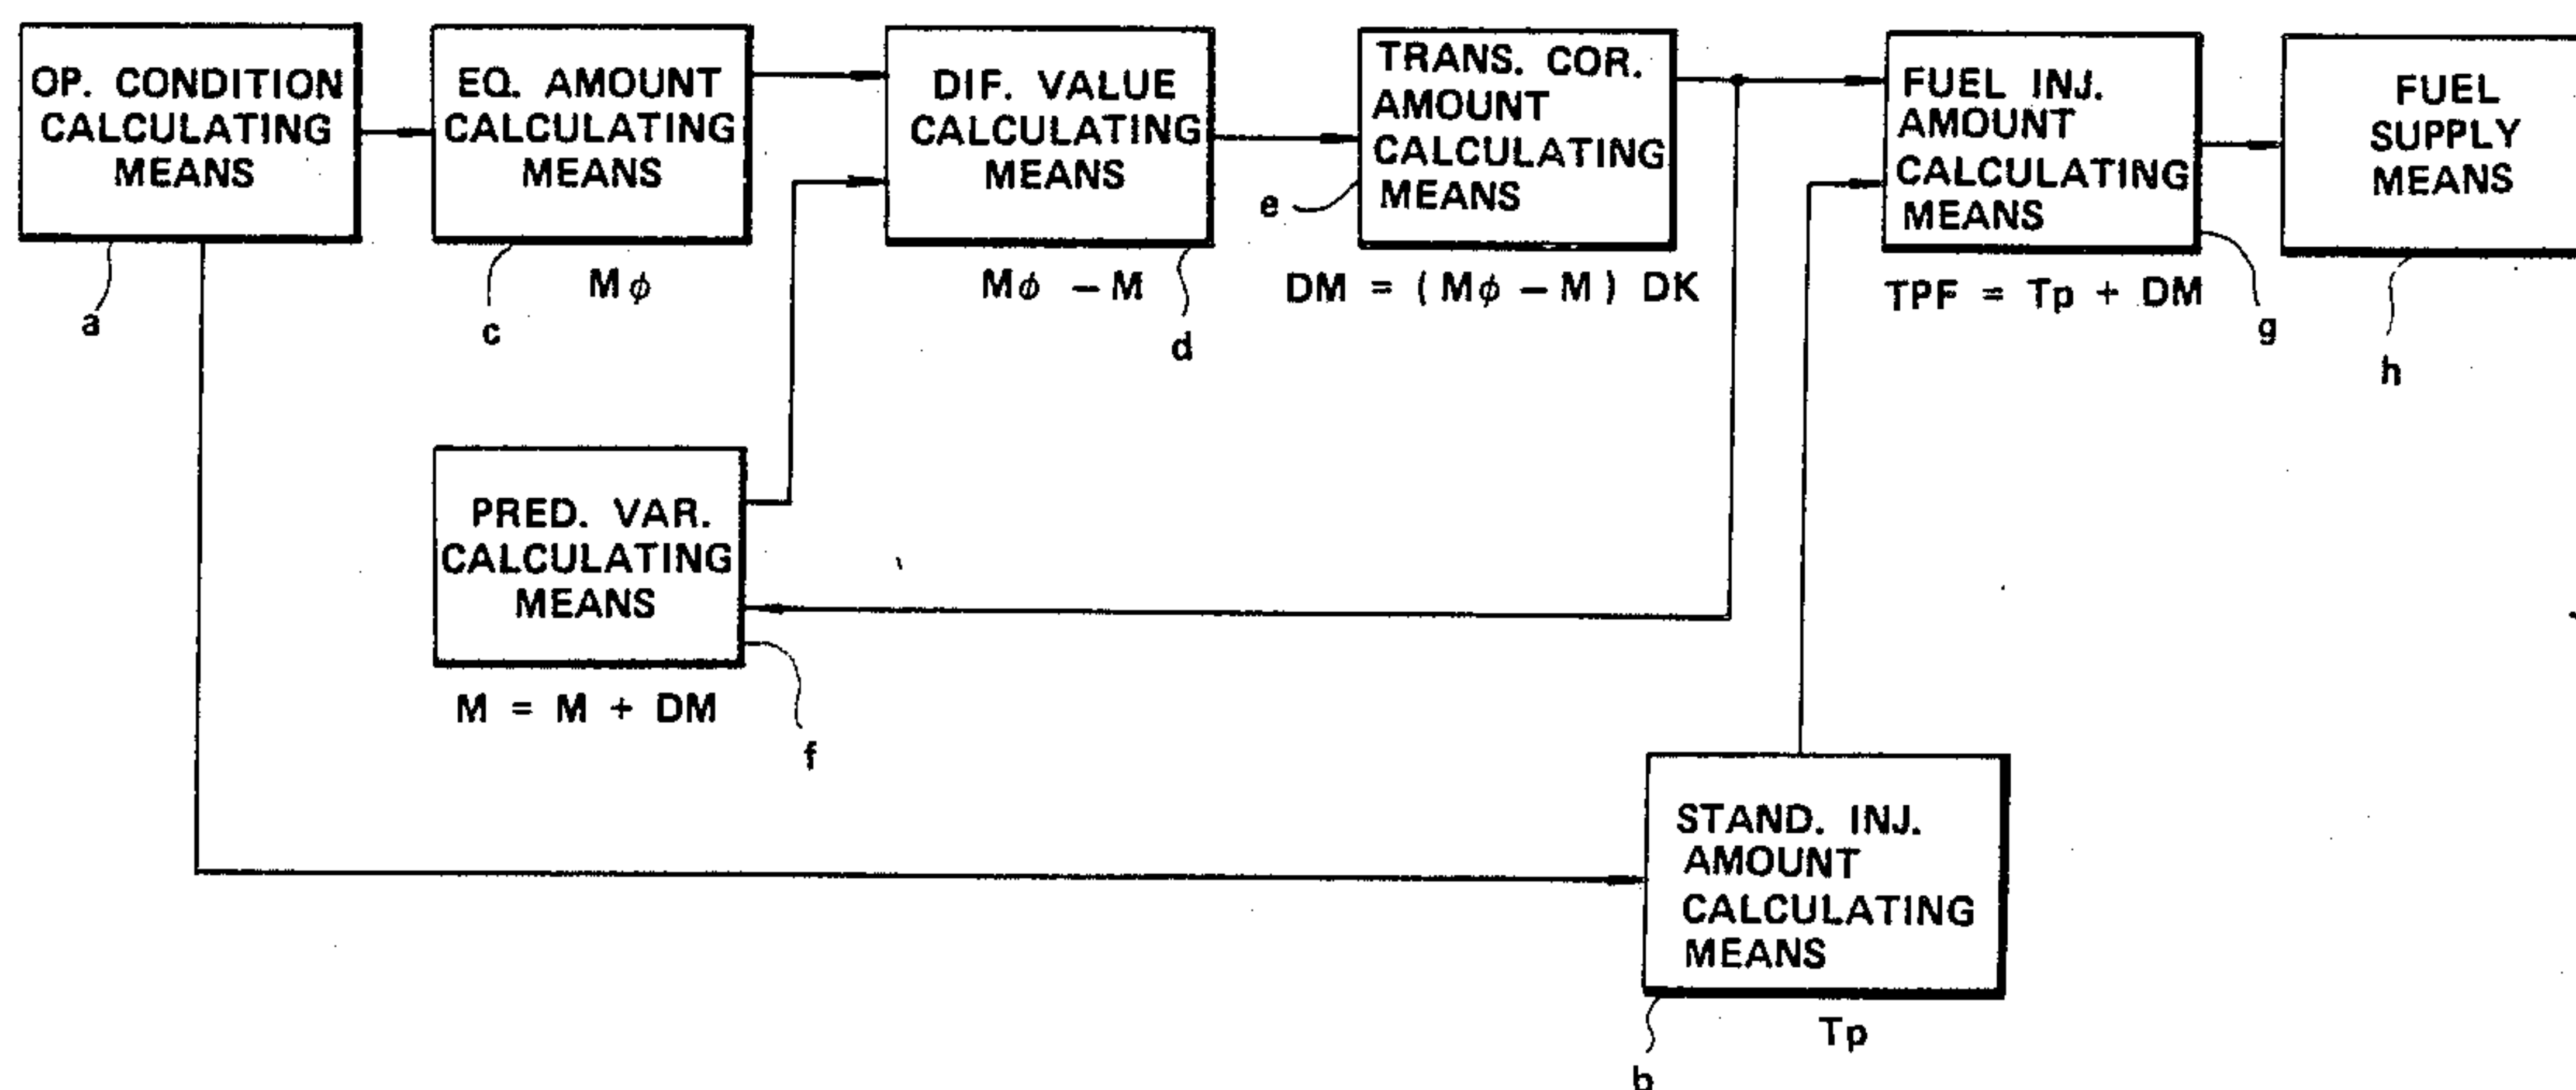 OP. CONDITION
CALCULATING
MEANS
a
EQ. AMOUNT
CALCULATING
MEANS
c
Mϕ
DIF. VALUE
CALCULATING
MEANS
Mϕ - M
d
TRANS. COR.
AMOUNT
CALCULATING
MEANS
e
DM = (Mϕ - M) DK
FUEL INJ.
AMOUNT
CALCULATING
MEANS
TPF = Tp + DM
g
FUEL
SUPPLY
MEANS
h
PRED. VAR.
CALCULATING
MEANS
M = M + DM
f
STAND. INJ.
AMOUNT
CALCULATING
MEANS
Tp
b